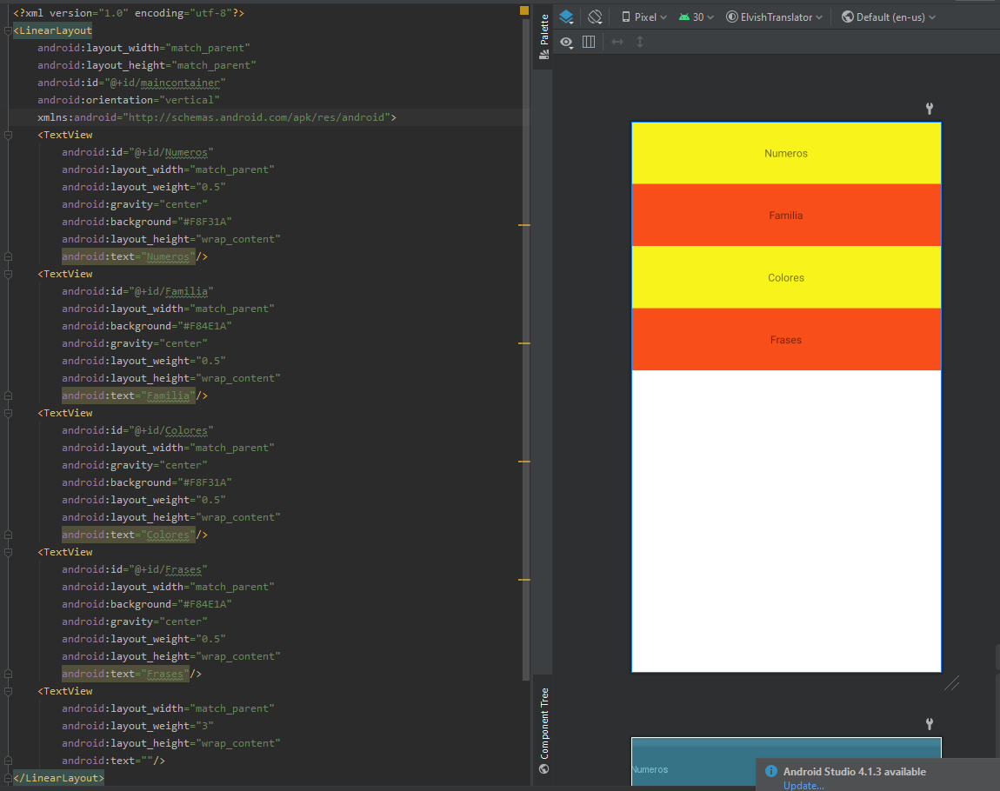 <?xml version="1.0" encoding="utf-8"?>
<LinearLayout
android:layout_width="match_parent"
android:layout_height="match_parent"
android:id="@+id/maincontainer"
android:orientation="vertical"
xmlns:android="http://schemas.android.com/apk/res/android">
<TextView
android:id="@+id/Numeros"
android:layout_width="match_parent"
android:layout_weight="0.5"
android:gravity="center"
android:background="#F8F31A"
android:layout_height="wrap_content"
android:text="Numeros"/>
<TextView
android:id="@+id/Familia"
android:layout_width="match_parent"
android:background="#F84E1A"
android:gravity="center"
android:layout_weight="0.5"
android:layout_height="wrap_content"
android:text="Familia"/>
<TextView
android:id="@+id/Colores"
android:layout_width="match_parent"
android:gravity="center"
android:background="#F8F31A"
android:layout_weight="0.5"
android:layout_height="wrap_content"
android:text="Colores"/>
<TextView
android:id="@+id/Frases"
android:layout_width="match_parent"
android:background="#F84E1A"
android:gravity="center"
android:layout_weight="0.5"
android:layout_height="wrap_content"
android:text="Frases"/>
<TextView
android:layout_width="match_parent"
android:layout_weight="3"
android:layout_height="wrap_content"
android:text=""/>
</LinearLayout>
Palette
Component Tree
Pixel 30 ElvishTranslator Default (en-us)
Numeros
Familia
Colores
Frases
Numeros
Android Studio 4.1.3 available
Update...